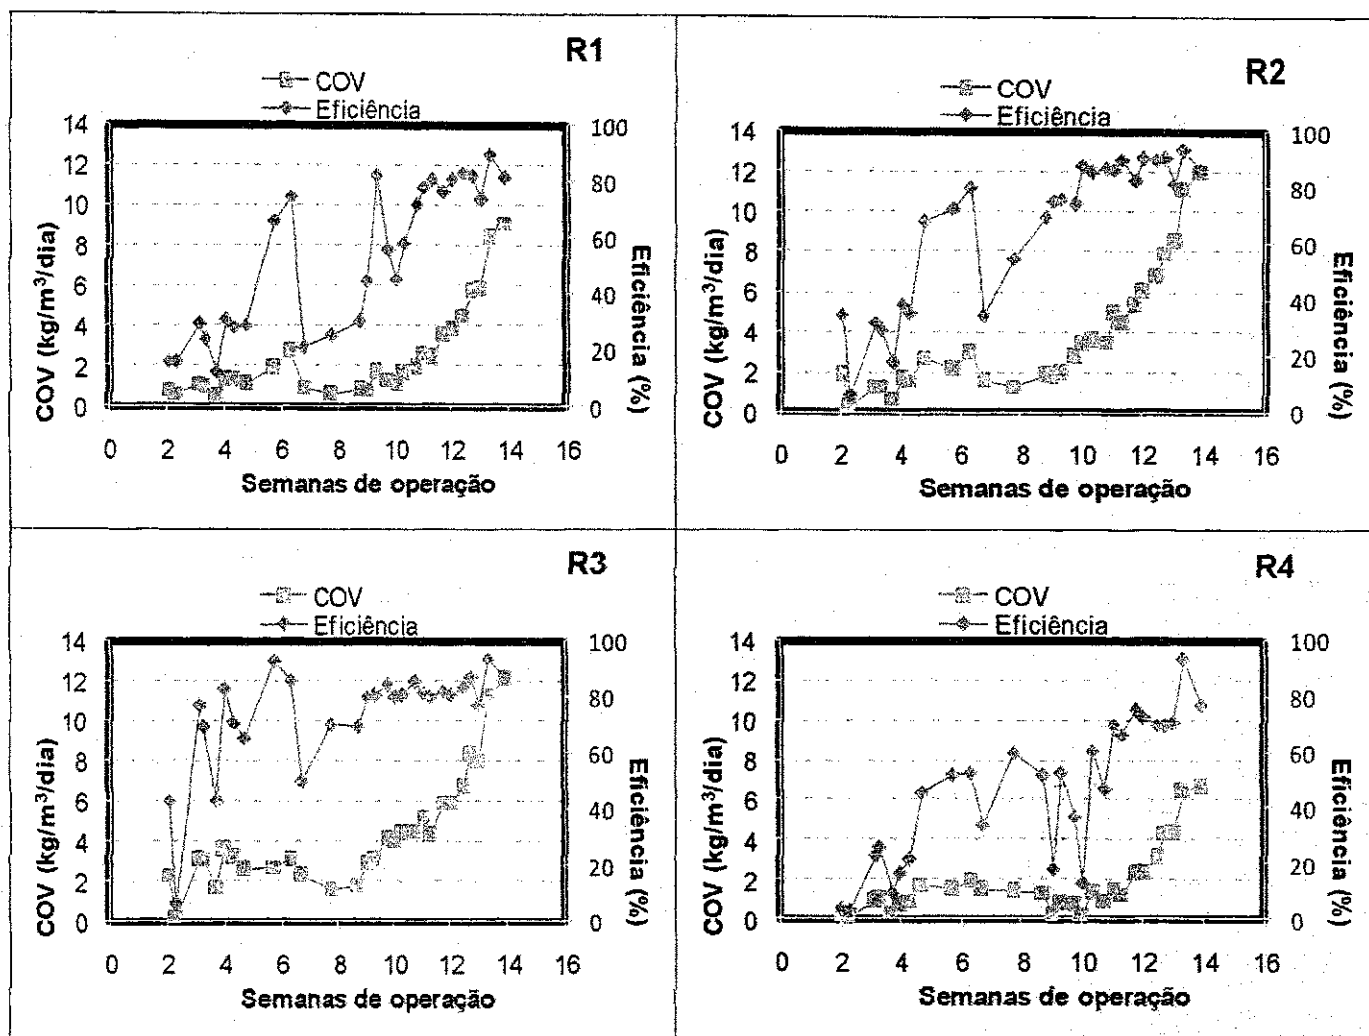 R1
COV
Eficiência
14
12
10
8
6
4
2
0
100
80
60
40
20
0
0 2 4 6 8 10 12 14 16
COV (kg/m³/dia)
Eficiência (%)
Semanas de operação
R2
COV
Eficiência
14
12
10
8
6
4
2
0
100
80
60
40
20
0
0 2 4 6 8 10 12 14 16
COV (kg/m³/dia)
Eficiência (%)
Semanas de operação
R3
COV
Eficiência
14
12
10
8
6
4
2
0
100
80
60
40
20
0
0 2 4 6 8 10 12 14 16
COV (kg/m³/dia)
Eficiência (%)
Semanas de operação
R4
COV
Eficiência
14
12
10
8
6
4
2
0
100
80
60
40
20
0
0 2 4 6 8 10 12 14 16
COV (kg/m³/dia)
Eficiência (%)
Semanas de operação